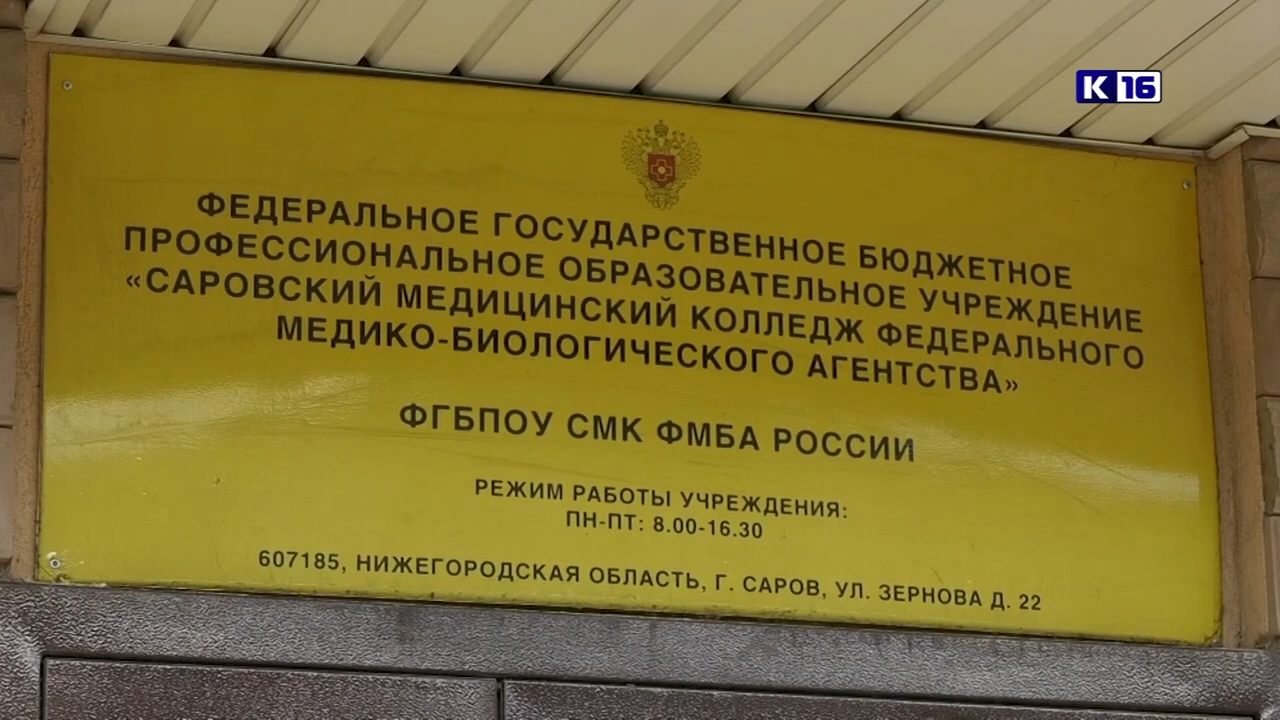 К 16
ФЕДЕРАЛЬНОЕ ГОСУДАРСТВЕННОЕ БЮДЖЕТНОЕ
ПРОФЕССИОНАЛЬНОЕ ОБРАЗОВАТЕЛЬНОЕ УЧРЕЖДЕНИЕ
«САРОВСКИЙ МЕДИЦИНСКИЙ КОЛЛЕДЖ ФЕДЕРАЛЬНОГО
МЕДИКО-БИОЛОГИЧЕСКОГО АГЕНТСТВА»
ФГБПОУ СМК ФМБА РОССИИ
РЕЖИМ РАБОТЫ УЧРЕЖДЕНИЯ:
ПН-ПТ: 8.00-16.30
607185, НИЖЕГОРОДСКАЯ ОБЛАСТЬ, Г. САРОВ, УЛ. ЗЕРНОВА Д. 22